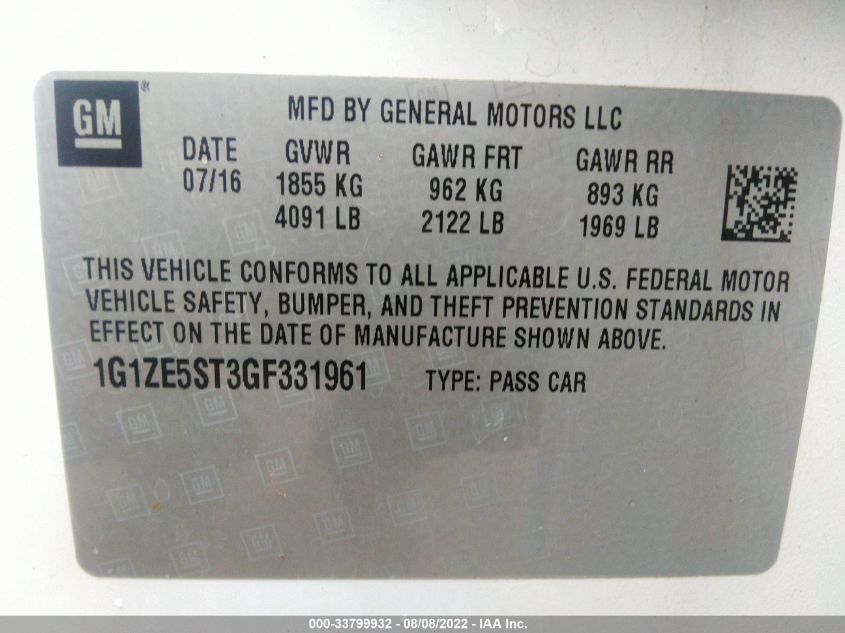 GM ®
MFD BY GENERAL MOTORS LLC
DATE GVWR GAWR FRT GAWR RR
07/16 1855 KG 962 KG 893 KG
4091 LB 2122 LB 1969 LB
THIS VEHICLE CONFORMS TO ALL APPLICABLE U.S. FEDERAL MOTOR
VEHICLE SAFETY, BUMPER, AND THEFT PREVENTION STANDARDS IN
EFFECT ON THE DATE OF MANUFACTURE SHOWN ABOVE.
1G1ZE5ST3GF331961 TYPE: PASS CAR
000-33799932 - 08/08/2022 - IAA Inc.